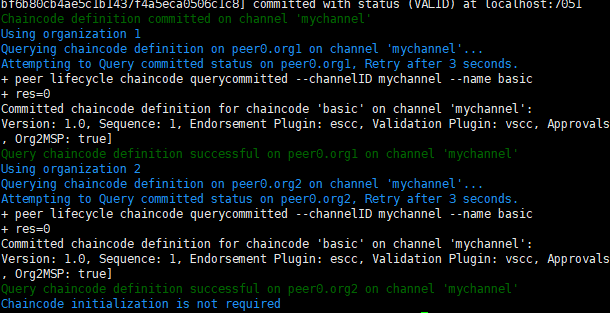 bf6b80cb4ae5c1b1437f4a5eca0506c1c8] committed with status (VALID) at localhost:7051
Chaincode definition committed on channel 'mychannel'
Using organization 1
Querying chaincode definition on peer0.org1 on channel 'mychannel'...
Attempting to Query committed status on peer0.org1, Retry after 3 seconds.
+ peer lifecycle chaincode querycommitted --channelID mychannel --name basic
+ res=0
Committed chaincode definition for chaincode 'basic' on channel 'mychannel':
Version: 1.0, Sequence: 1, Endorsement Plugin: escc, Validation Plugin: vscc, Approvals
, Org2MSP: true]
Query chaincode definition successful on peer0.org1 on channel 'mychannel'
Using organization 2
Querying chaincode definition on peer0.org2 on channel 'mychannel'...
Attempting to Query committed status on peer0.org2, Retry after 3 seconds.
+ peer lifecycle chaincode querycommitted --channelID mychannel --name basic
+ res=0
Committed chaincode definition for chaincode 'basic' on channel 'mychannel':
Version: 1.0, Sequence: 1, Endorsement Plugin: escc, Validation Plugin: vscc, Approvals
, Org2MSP: true]
Query chaincode definition successful on peer0.org2 on channel 'mychannel'
Chaincode initialization is not required